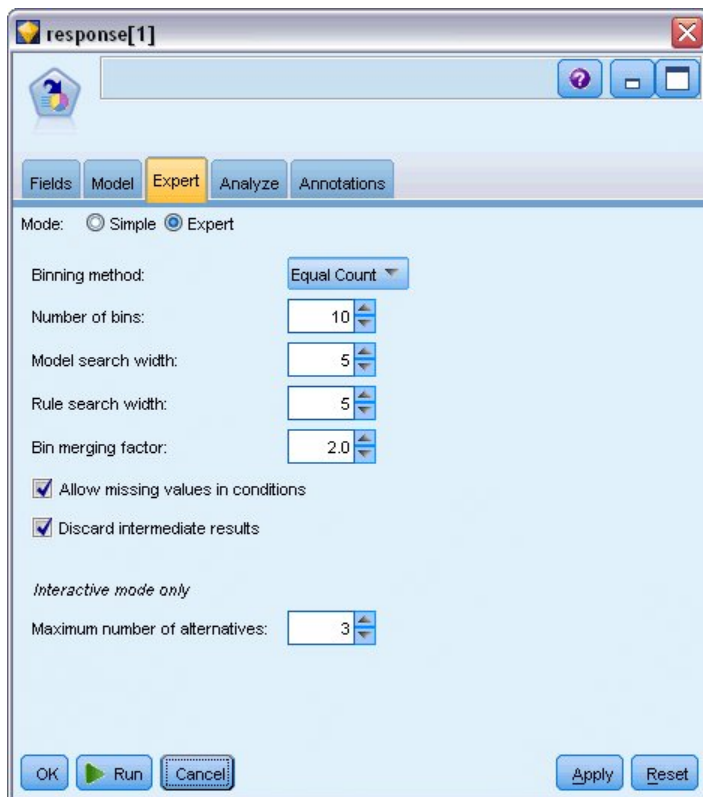 response[1]
Fields Model Expert Analyze Annotations
Mode: Simple Expert
Binning method: Equal Count
Number of bins: 10
Model search width: 5
Rule search width: 5
Bin merging factor: 2.0
Allow missing values in conditions
Discard intermediate results
Interactive mode only
Maximum number of alternatives: 3
OK Run Cancel Apply Reset